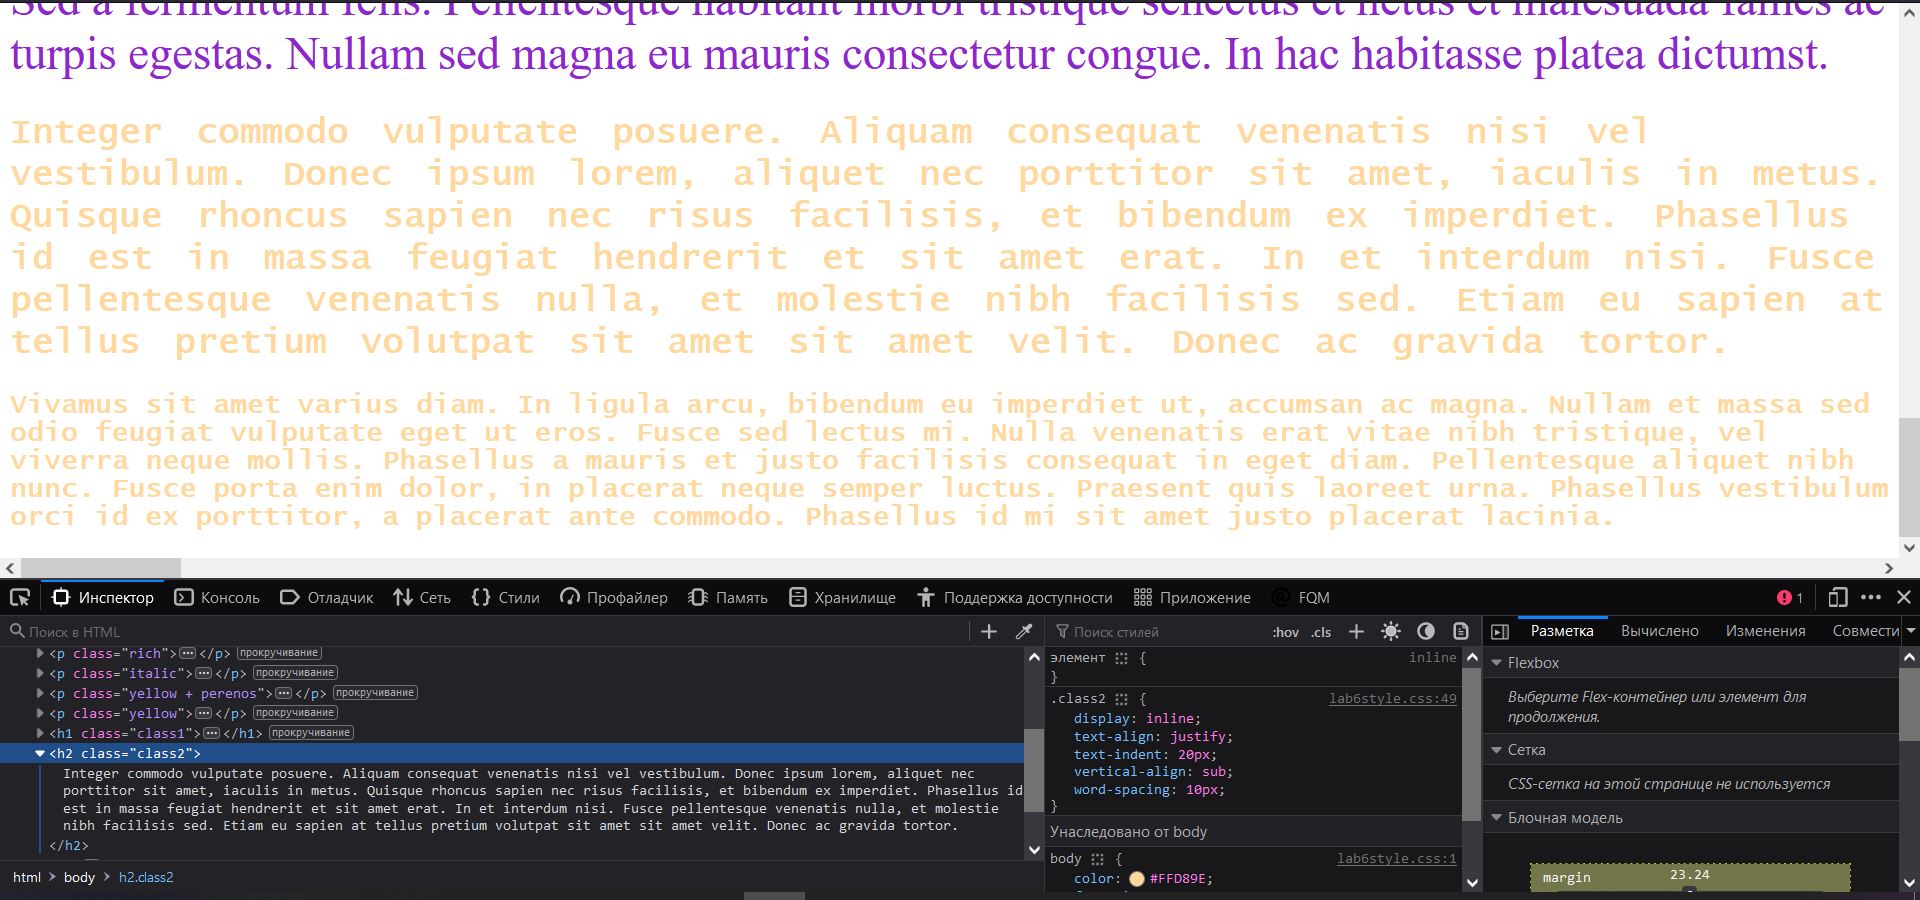 Sed a fermentum felis. Pellentesque habitant morbi tristique senectus et netus et malesuada fames ac
turpis egestas. Nullam sed magna eu mauris consectetur congue. In hac habitasse platea dictumst.
Integer commodo vulputate posuere. Aliquam consequat venenatis nisi vel
vestibulum. Donec ipsum lorem, aliquet nec porttitor sit amet, iaculis in metus.
Quisque rhoncus sapien nec risus facilisis, et bibendum ex imperdiet. Phasellus
id est in massa feugiat hendrerit et sit amet erat. In et interdum nisi. Fusce
pellentesque venenatis nulla, et molestie nibh facilisis sed. Etiam eu sapien at
tellus pretium volutpat sit amet sit amet velit. Donec ac gravida tortor.
Vivamus sit amet varius diam. In ligula arcu, bibendum eu imperdiet ut, accumsan ac magna. Nullam et massa sed
odio feugiat vulputate eget ut eros. Fusce sed lectus mi. Nulla venenatis erat vitae nibh tristique, vel
viverra neque mollis. Phasellus a mauris et justo facilisis consequat in eget diam. Pellentesque aliquet nibh
nunc. Fusce porta enim dolor, in placerat neque semper luctus. Praesent quis laoreet urna. Phasellus vestibulum
orci id ex porttitor, a placerat ante commodo. Phasellus id mi sit amet justo placerat lacinia.
Инспектор Консоль Отладчик Сеть Стили Профайлер Память Хранилище Поддержка доступности Приложение FQM 1
Поиск в HTML
<p class="rich"></p> прокручивание
<p class="italic"></p> прокручивание
<p class="yellow + perenos"></p> прокручивание
<p class="yellow"></p> прокручивание
<h1 class="class1"></h1> прокручивание
<h2 class="class2">
Integer commodo vulputate posuere. Aliquam consequat venenatis nisi vel vestibulum. Donec ipsum lorem, aliquet nec
porttitor sit amet, iaculis in metus. Quisque rhoncus sapien nec risus facilisis, et bibendum ex imperdiet. Phasellus id
est in massa feugiat hendrerit et sit amet erat. In et interdum nisi. Fusce pellentesque venenatis nulla, et molestie
nibh facilisis sed. Etiam eu sapien at tellus pretium volutpat sit amet sit amet velit. Donec ac gravida tortor.
</h2>
html body h2.class2
Поиск стилей :hov .cls
элемент { inline
}
.class2 { lab6style.css:49
display: inline;
text-align: justify;
text-indent: 20px;
vertical-align: sub;
word-spacing: 10px;
}
Унаследовано от body
body { lab6style.css:1
color: #FFD89E;
Разметка Вычислено Изменения Совмести
Flexbox
Выберите Flex-контейнер или элемент для
продолжения.
Сетка
CSS-сетка на этой странице не используется
Блочная модель
margin 23.24